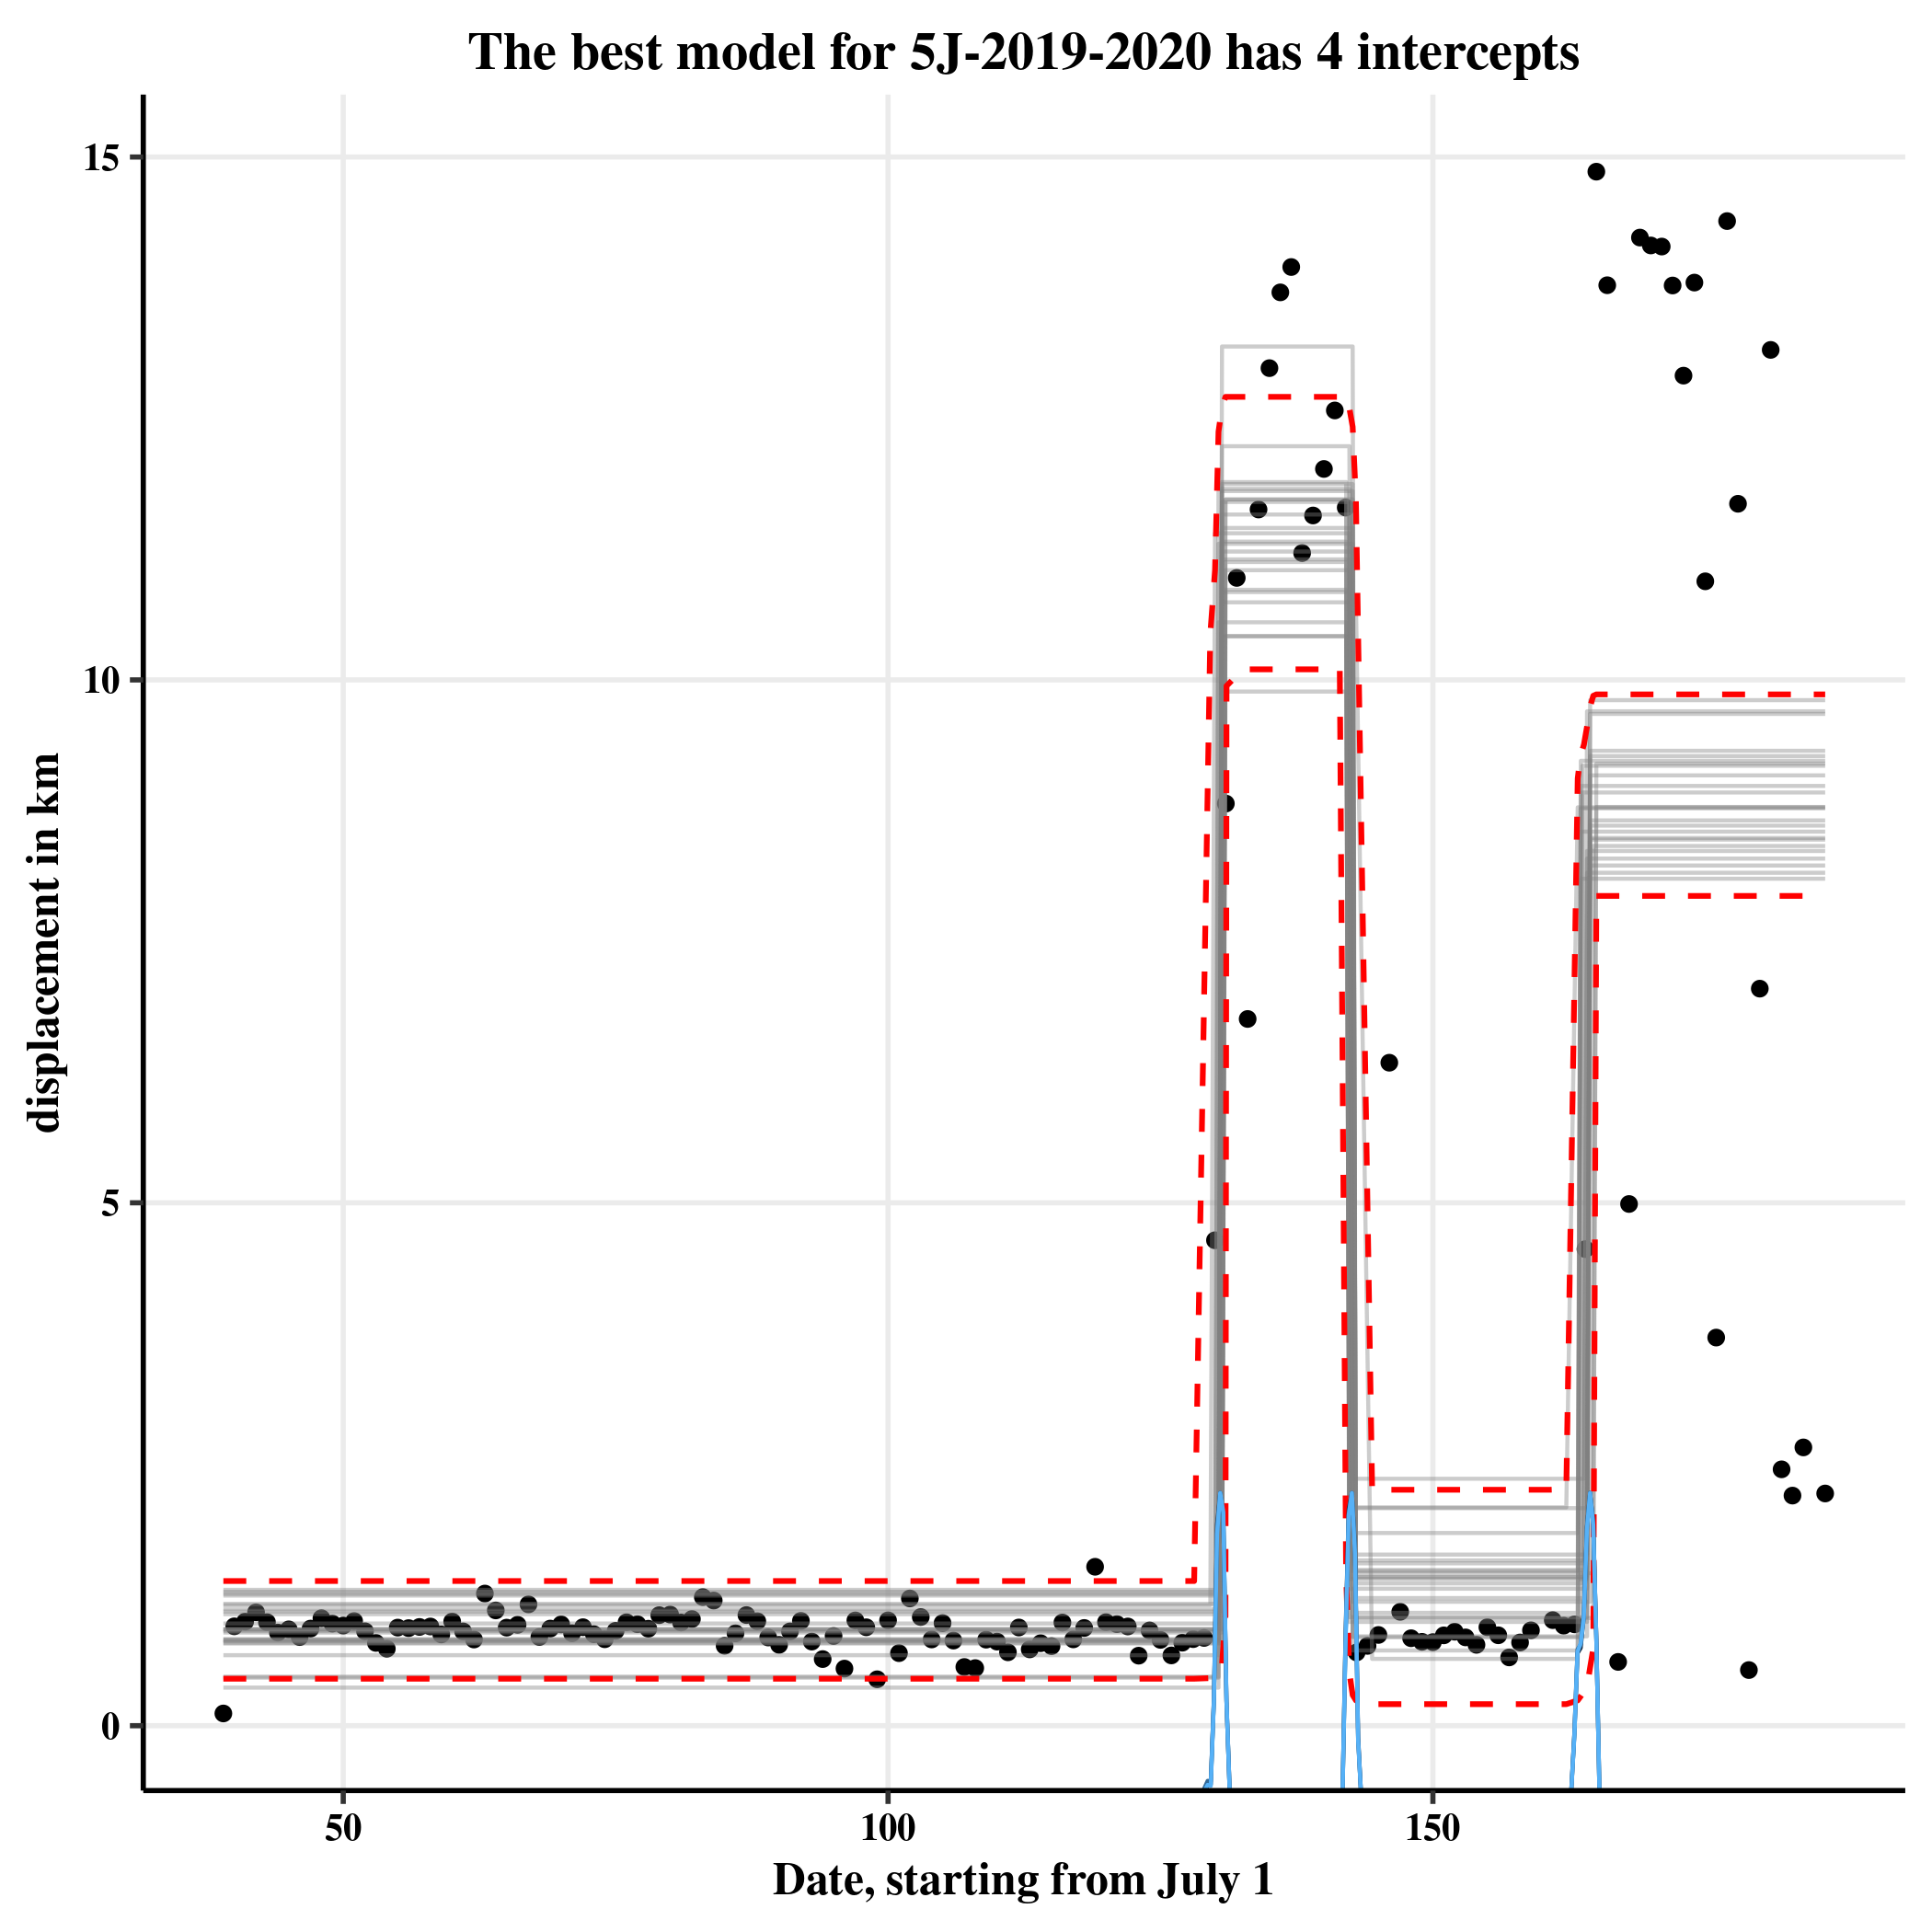 The best model for 5J-2019-2020 has 4 intercepts
15
10
5
0
displacement in km
50 100 150
Date, starting from July 1